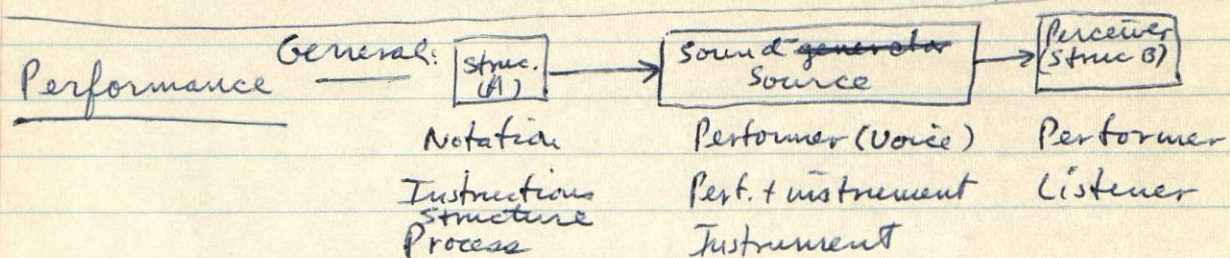 Performance General: Struc. (A) Sound generator Source Perceiver (Struc B)
Notation Performer (Voice) Performer
Instructions Perf. + instrument Listener
Structure
Process Instrument